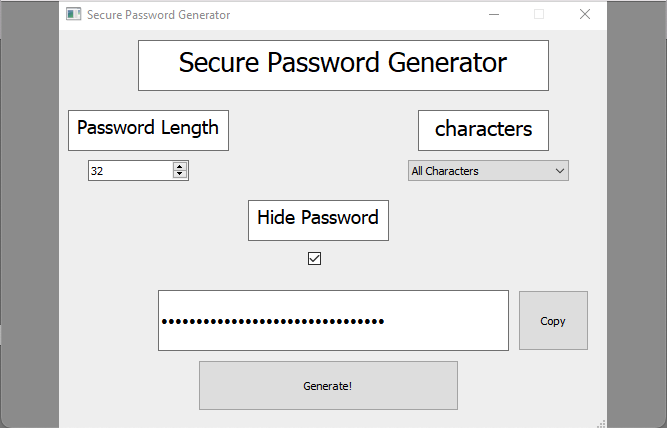 Secure Password Generator
Secure Password Generator
Password Length
characters
32
All Characters
Hide Password
••••••••••••••••••••••••••••••••
Copy
Generate!